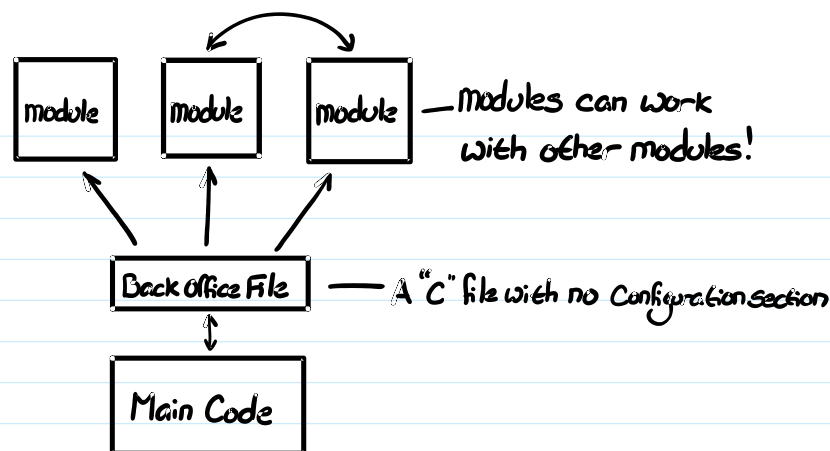 module
module
module
modules can work
with other modules!
Back Office File
A "C" file with no Configuration section
Main Code